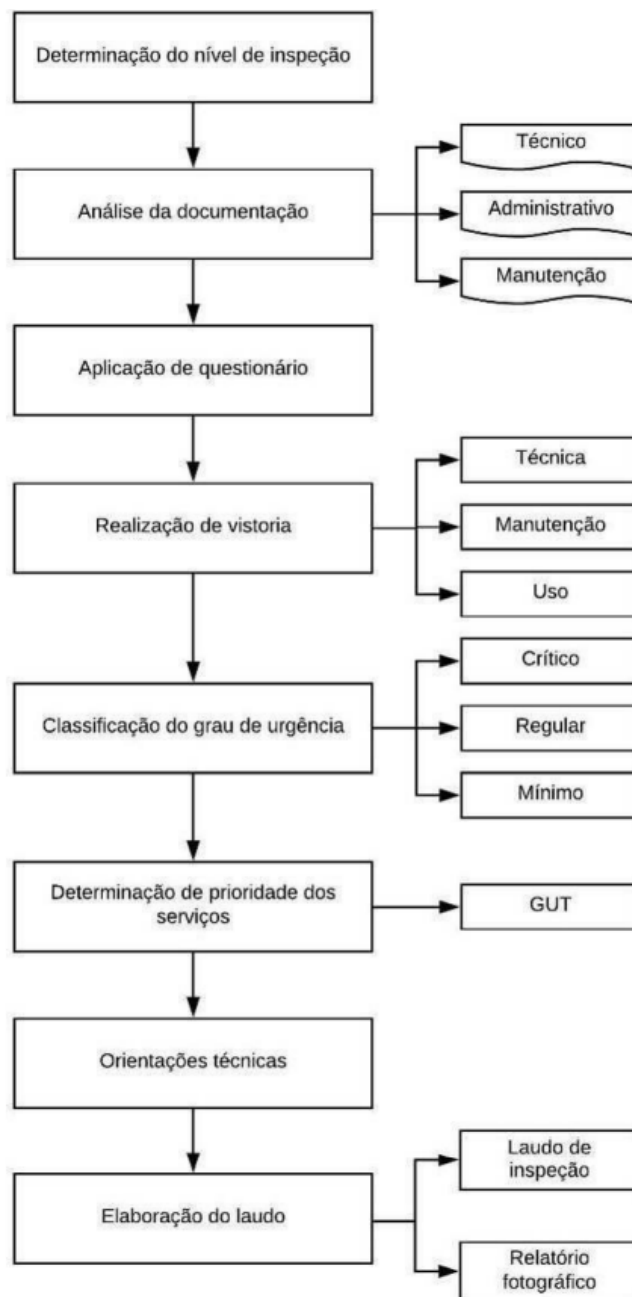 Determinação do nível de inspeção
Análise da documentação
Técnico
Administrativo
Manutenção
Aplicação de questionário
Realização de vistoria
Técnica
Manutenção
Uso
Classificação do grau de urgência
Crítico
Regular
Mínimo
Determinação de prioridade dos
serviços
GUT
Orientações técnicas
Elaboração do laudo
Laudo de
inspeção
Relatório
fotográfico